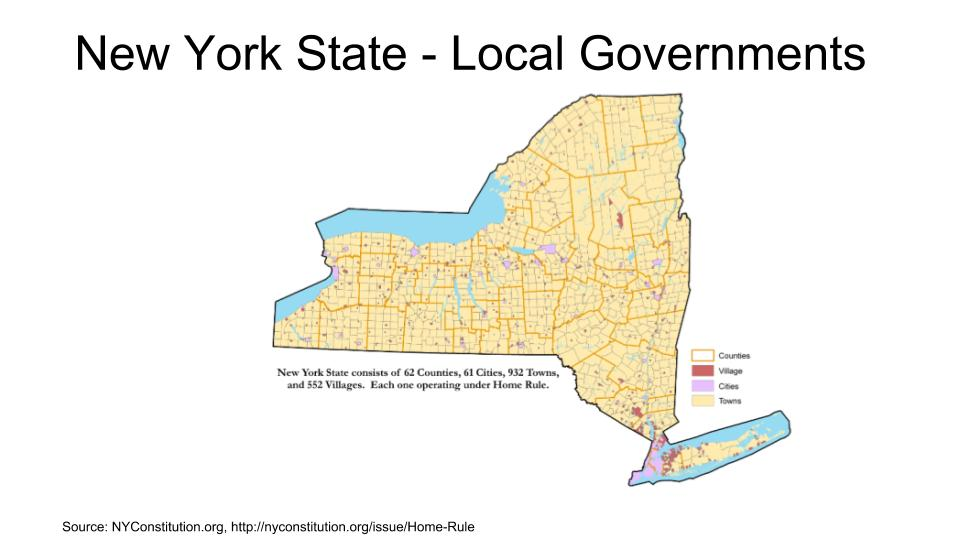 New York State - Local Governments
New York State consists of 62 Counties, 61 Cities, 932 Towns,
and 552 Villages. Each one operating under Home Rule.
Counties
Village
Cities
Towns
Source: NYConstitution.org, http://nyconstitution.org/issue/Home-Rule